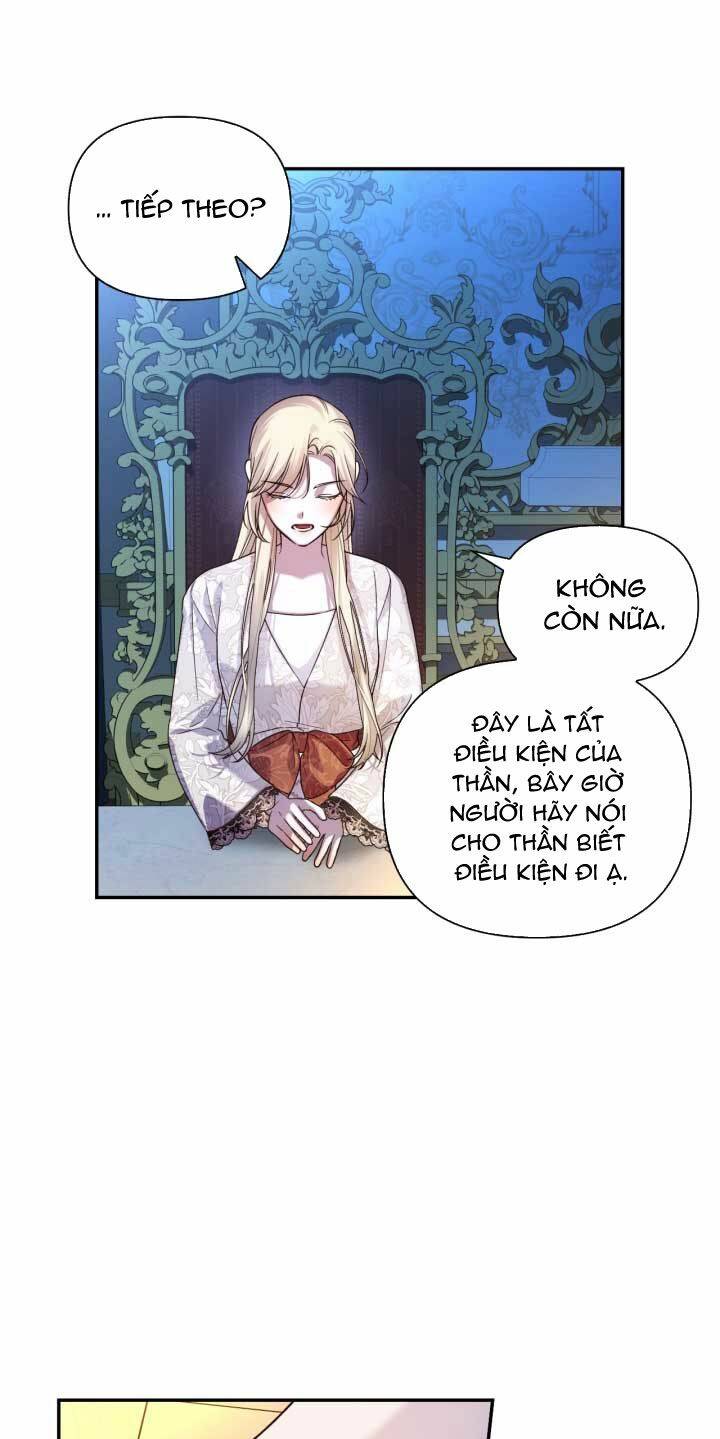 ... TIẾP THEO?
KHÔNG
CÒN NỮA.
ĐÂY LÀ TẤT
ĐIỀU KIỆN CỦA
THẦN, BÂY GIỜ
NGƯỜI HÃY NÓI
CHO THẦN BIẾT
ĐIỀU KIỆN ĐI Ạ.